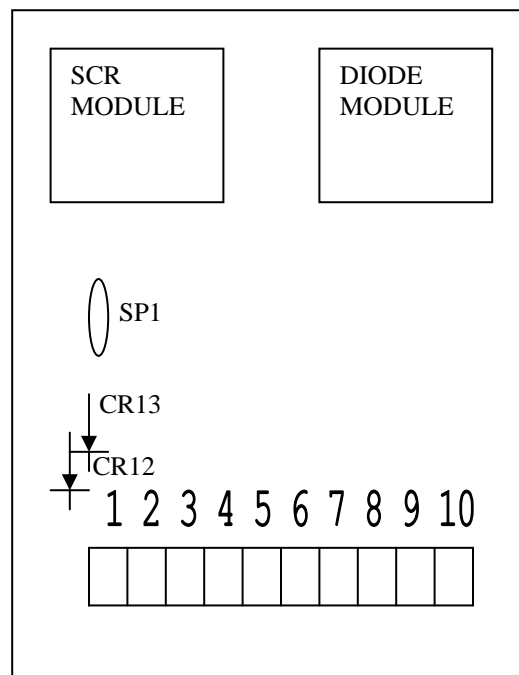 SCR
MODULE
DIODE
MODULE
SP1
CR13
CR12
1 2 3 4 5 6 7 8 9 10